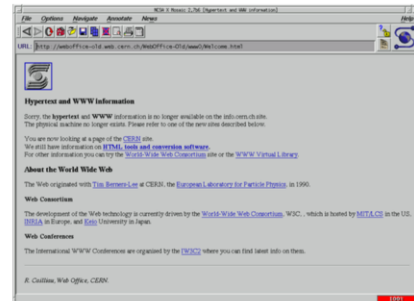 NCSA X Mosaic 2.7b6 [Hypertext and WWW information]
File Options Navigate Annotate News Help
URL: http://weboffice-old.web.cern.ch/WebOffice-Old/www0/Welcome.html
Hypertext and WWW information
Sorry, the hypertext and WWW information is no longer available on the info.cern.ch site.
The physical machine no longer exists. Please refer to one of the new sites described below.
You are now looking at a page of the CERN site.
We still have information on HTML tools and conversion software.
For other information you can try the World-Wide Web Consortium site or the WWW Virtual Library.
About the World Wide Web
The Web originated with Tim Berners-Lee at CERN, the European Laboratory for Particle Physics, in 1990.
Web Consortium
The development of the Web technology is currently driven by the World-Wide Web Consortium, W3C, , which is hosted by MIT/LCS in the US,
INRIA in Europe, and Keio University in Japan.
Web Conferences
The International WWW Conferences are organised by the IW3C2 where you can find latest info on them.
R. Cailliau, Web Office, CERN.
100%